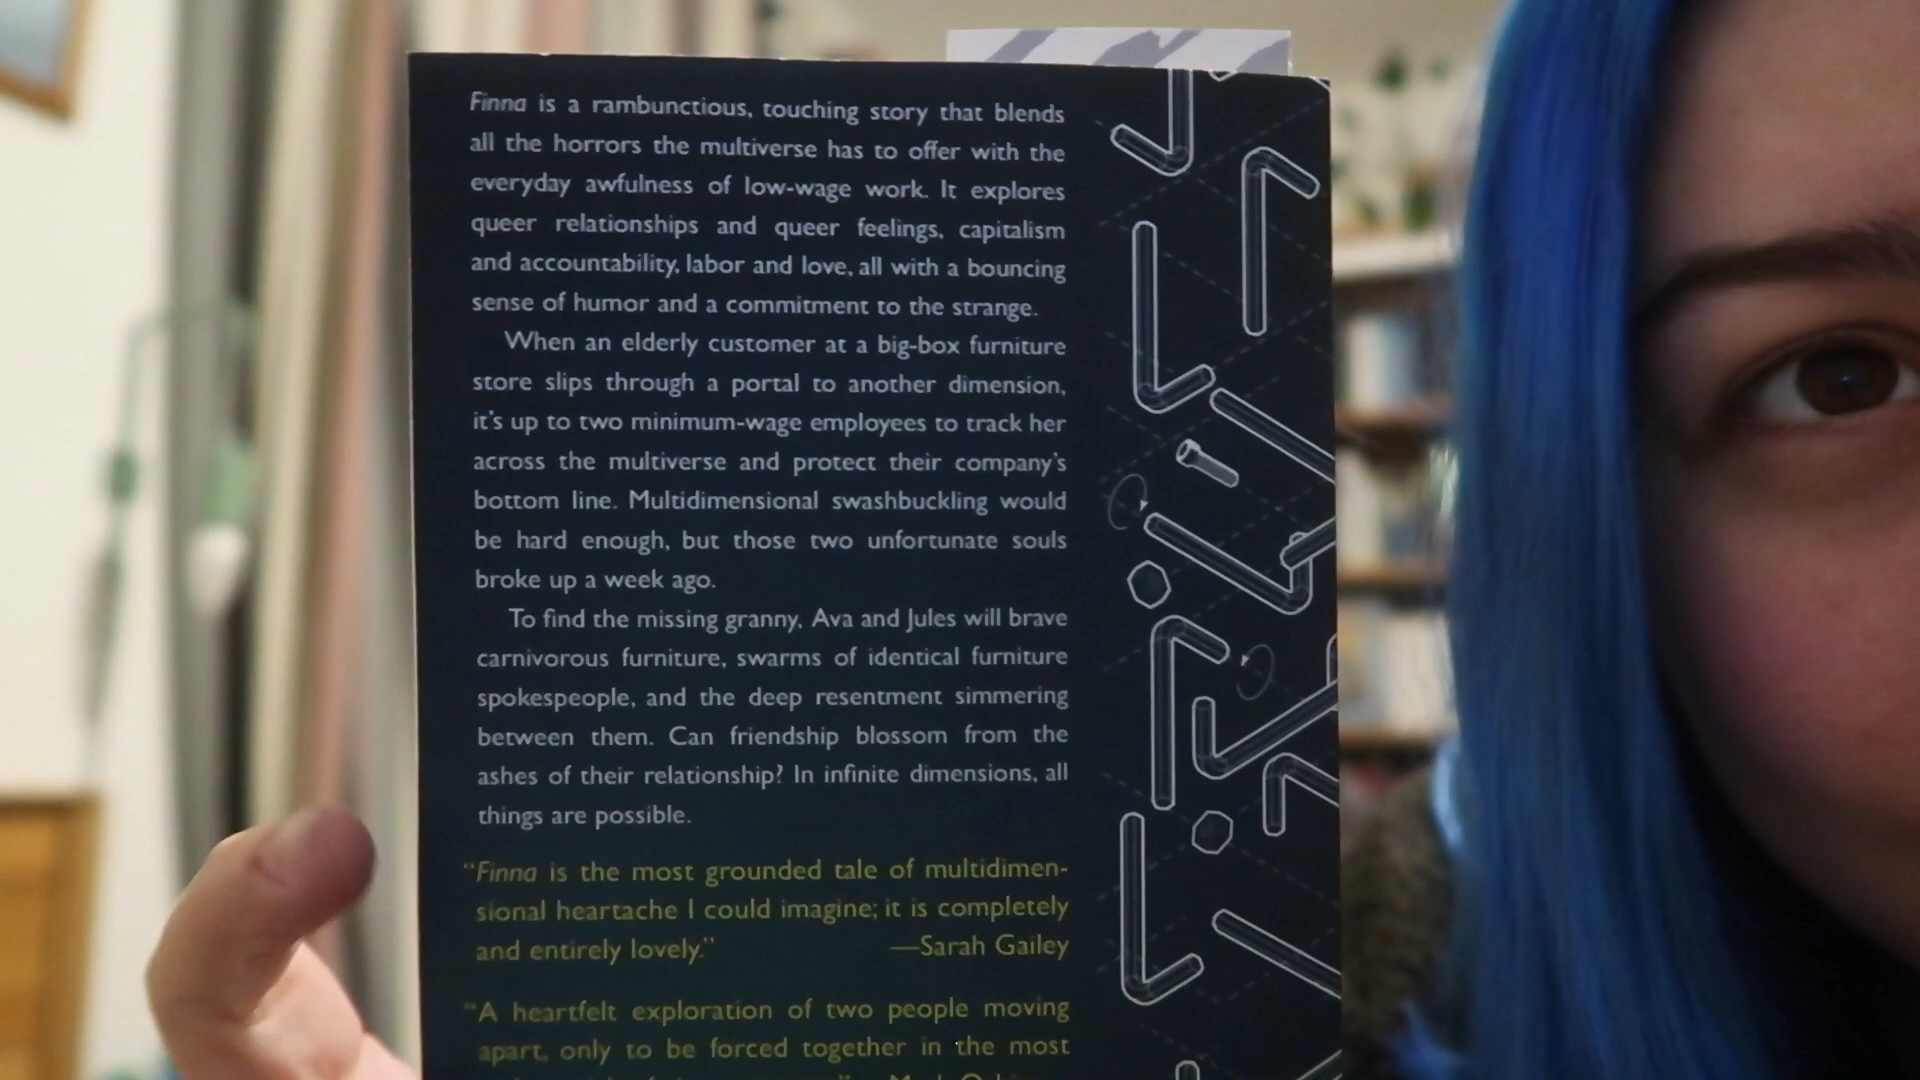 Finna is a rambunctious, touching story that blends
all the horrors the multiverse has to offer with the
everyday awfulness of low-wage work. It explores
queer relationships and queer feelings, capitalism
and accountability, labor and love, all with a bouncing
sense of humor and a commitment to the strange.
When an elderly customer at a big-box furniture
store slips through a portal to another dimension,
it's up to two minimum-wage employees to track her
across the multiverse and protect their company's
bottom line. Multidimensional swashbuckling would
be hard enough, but those two unfortunate souls
broke up a week ago.
To find the missing granny, Ava and Jules will brave
carnivorous furniture, swarms of identical furniture
spokespeople, and the deep resentment simmering
between them. Can friendship blossom from the
ashes of their relationship? In infinite dimensions, all
things are possible.
“Finna is the most grounded tale of multidimen-
sional heartache I could imagine; it is completely
and entirely lovely.” —Sarah Gailey
“A heartfelt exploration of two people moving
apart, only to be forced together in the most